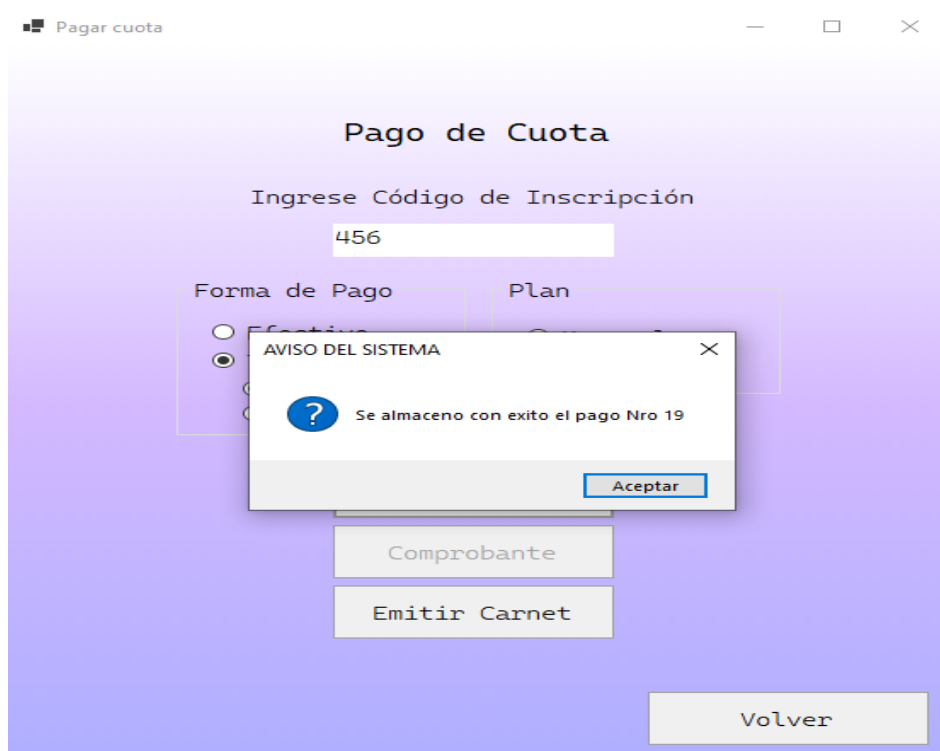 Pagar cuota
Pago de Cuota
Ingrese Código de Inscripción
456
Forma de Pago
Plan
AVISO DEL SISTEMA
Se almaceno con exito el pago Nro 19
Aceptar
Comprobante
Emitir Carnet
Volver